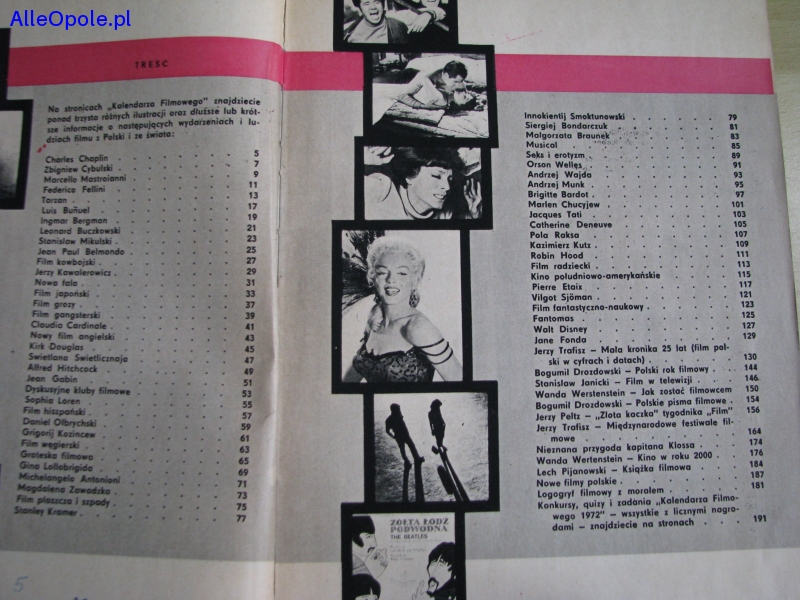 AlleOpole.pl
TREŚĆ
Na stronicach „Kalendarza Filmowego” znajdziecie
ponad trzysta różnych ilustracji oraz dłuższe lub krót-
sze informacje o następujących wydarzeniach i lu-
dziach filmu z Polski i ze świata:
Charles Chaplin 5
Zbigniew Cybulski 7
Marcello Mastroianni 9
Federico Fellini 11
Tarzan 13
Luis Buñuel 17
Ingmar Bergman 19
Leonard Buczkowski 21
Stanisław Mikulski 23
Jean Paul Belmondo 25
Film kowbojski 27
Jerzy Kawalerowicz 29
Nowa fala 31
Film japoński 33
Film grozy 37
Film gangsterski 39
Claudia Cardinale 41
Nowy film angielski 43
Kirk Douglas 45
Swietłana Swietlicznaja 47
Alfred Hitchcock 49
Jean Gabin 51
Dyskusyjne kluby filmowe 53
Sophia Loren 55
Film hiszpański 57
Daniel Olbrychski 59
Grigorij Kozincew 61
Film węgierski 63
Groteska filmowa 65
Gina Lollobrigida 69
Michelangelo Antonioni 71
Magdalena Zawadzka 73
Film płaszcza i szpady 75
Stanley Kramer 77
ŻÓŁTA ŁÓDŹ
PODWODNA
THE BEATLES
Innokientij Smoktunowski 79
Siergiej Bondarczuk 81
Małgorzata Braunek 83
Musical 85
Seks i erotyzm 89
Orson Welles 91
Andrzej Wajda 93
Andrzej Munk 95
Brigitte Bardot 97
Marlen Chucyjew 101
Jacques Tati 103
Catherine Deneuve 105
Pola Raksa 107
Kazimierz Kutz 109
Robin Hood 111
Film radziecki 113
Kino południowo-amerykańskie 115
Pierre Etaix 117
Vilgot Sjöman 121
Film fantastyczno-naukowy 123
Fantomas 125
Walt Disney 127
Jane Fonda 129
Jerzy Trafisz — Mała kronika 25 lat (film pol-
ski w cyfrach i datach) 130
Bogumił Drozdowski — Polski rok filmowy 144
Stanisław Janicki — Film w telewizji 146
Wanda Werstenstein — Jak zostać filmowcem 150
Bogumił Drozdowski — Polskie pisma filmowe 154
Jerzy Peltz — „Złota kaczka” tygodnika „Film” 156
Jerzy Trafisz — Międzynarodowe festiwale fil-
mowe 164
Nieznana przygoda kapitana Klossa 174
Wanda Wertenstein — Kino w roku 2000 176
Lech Pijanowski — Książka filmowa 184
Nowe filmy polskie 187
Logogryf filmowy z morałem 181
Konkursy, quizy i zadania „Kalendarza Filmo-
wego 1972” — wszystkie z licznymi nagro-
dami — znajdziecie na stronach 191
5